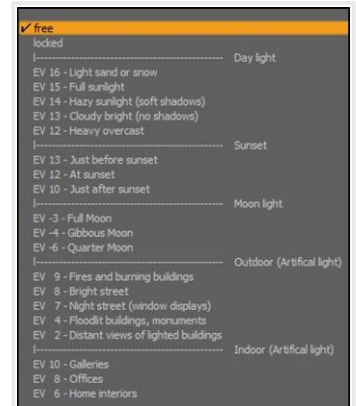 ✔ free
locked
|-------------------------------------------- Day light
EV 16 - Light sand or snow
EV 15 - Full sunlight
EV 14 - Hazy sunlight (soft shadows)
EV 13 - Cloudy bright (no shadows)
EV 12 - Heavy overcast
|-------------------------------------------- Sunset
EV 13 - Just before sunset
EV 12 - At sunset
EV 10 - Just after sunset
|-------------------------------------------- Moon light
EV -3 - Full Moon
EV -4 - Gibbous Moon
EV -6 - Quarter Moon
|-------------------------------------------- Outdoor (Artifical light)
EV 9 - Fires and burning buildings
EV 8 - Bright street
EV 7 - Night street (window displays)
EV 4 - Floodlit buildings, monuments
EV 2 - Distant views of lighted buildings
|-------------------------------------------- Indoor (Artifical light)
EV 10 - Galleries
EV 8 - Offices
EV 6 - Home interiors